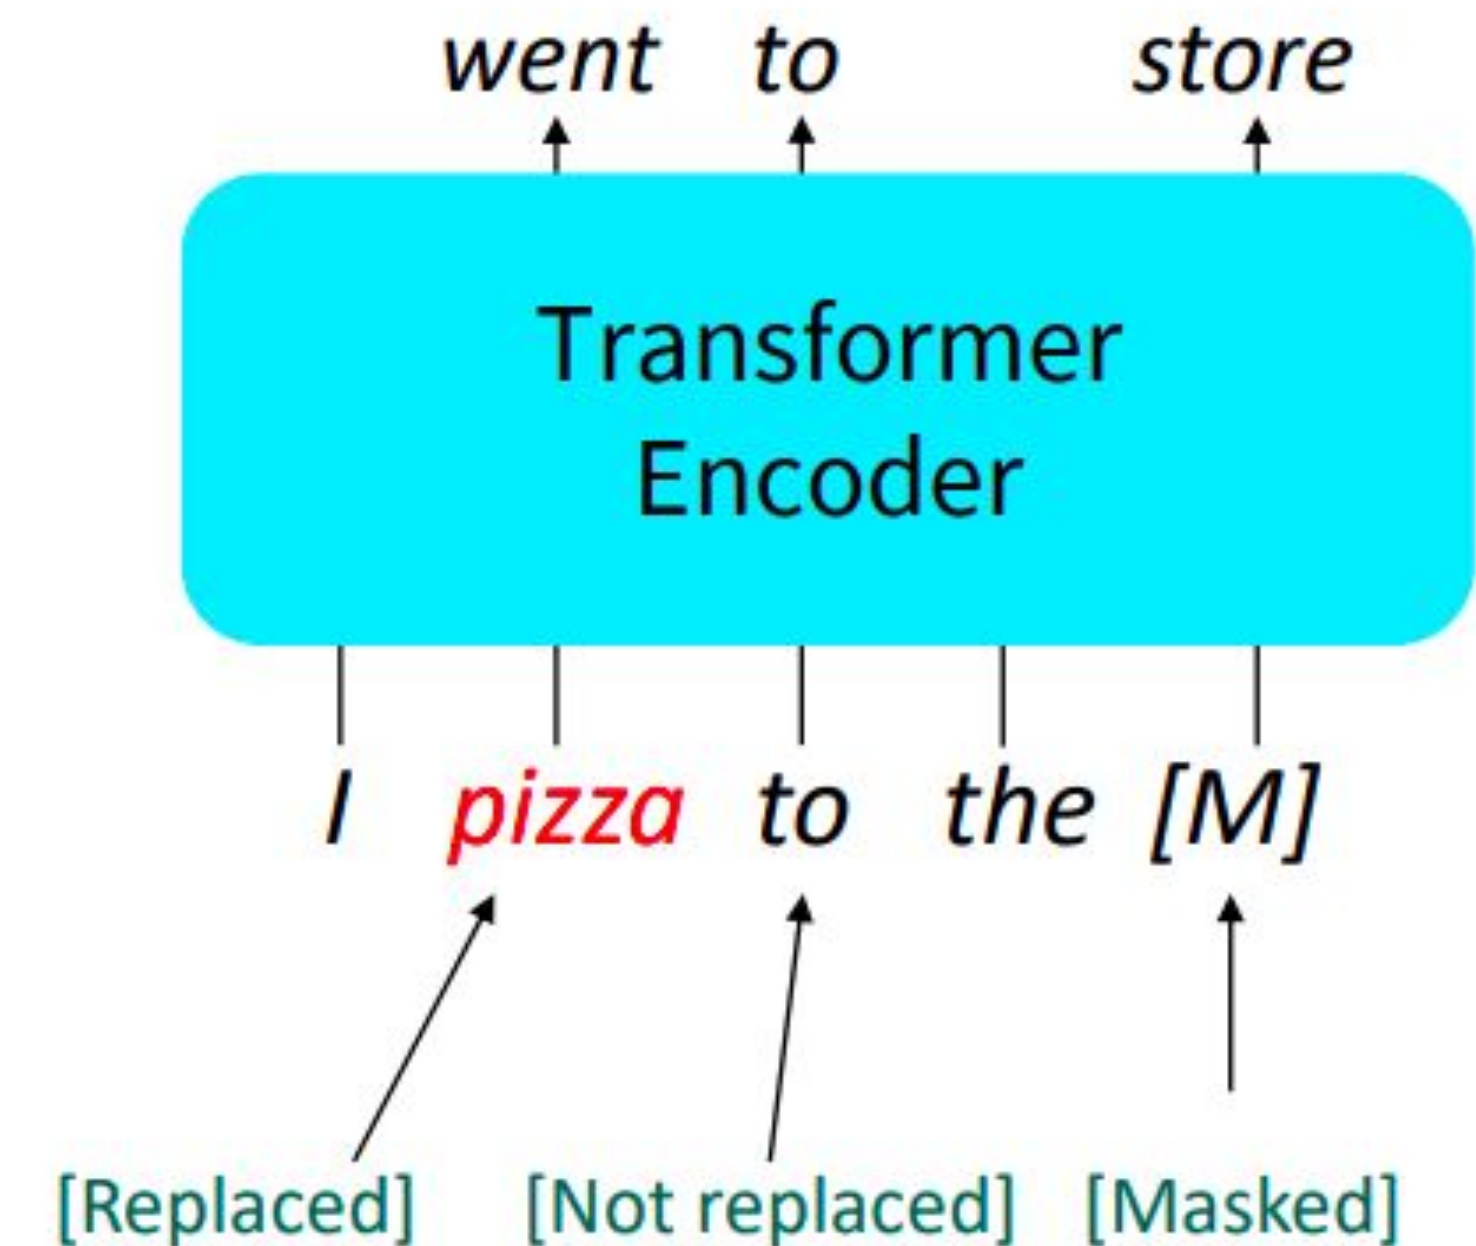 went to store
Transformer
Encoder
I pizza to the [M]
[Replaced] [Not replaced] [Masked]